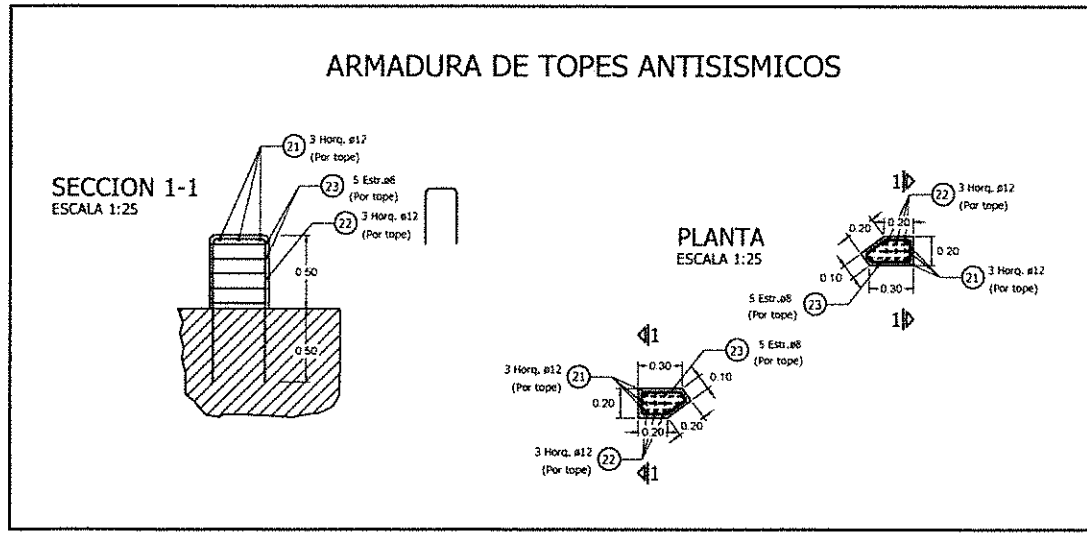 ARMADURA DE TOPES ANTISISMICOS
SECCION 1-1
ESCALA 1:25
21
3 Horq. ø12
(Por tope)
23
5 Estr.ø8
(Por tope)
22
3 Horq. ø12
(Por tope)
0.50
0.50
PLANTA
ESCALA 1:25
1
3 Horq. ø12
22
(Por tope)
0.20
0.20
0.20
0.10
0.30
3 Horq. ø12
21
(Por tope)
5 Estr.ø8
23
(Por tope)
1
1
5 Estr.ø8
23
(Por tope)
0.30
3 Horq. ø12
21
(Por tope)
0.10
0.20
0.20
0.20
3 Horq. ø12
22
(Por tope)
1